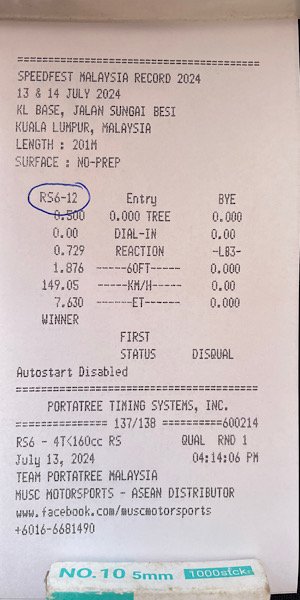 ========================================
SPEEDFEST MALAYSIA RECORD 2024
13 & 14 JULY 2024
KL BASE, JALAN SUNGAI BESI
KUALA LUMPUR, MALAYSIA
LENGTH : 201M
SURFACE : NO-PREP
========================================
RS6-12 Entry BYE
0.500 0.000 TREE 0.000
0.00 DIAL-IN 0.00
0.729 REACTION -LB3-
1.876 ------60FT----- 0.000
149.05 ------KM/H----- 0.00
7.630 ------ET------- 0.000
WINNER
FIRST
STATUS DISQUAL
Autostart Disabled
========================================
PORTATREE TIMING SYSTEMS, INC.
=============== 137/138 ==========600214
RS6 - 4T<160cc RS QUAL RND 1
July 13, 2024 04:14:06 PM
TEAM PORTATREE MALAYSIA
MUSC MOTORSPORTS - ASEAN DISTRIBUTOR
www.facebook.com/muscmotorsports
+6016-6681490
NO.10 5mm 1000stcks